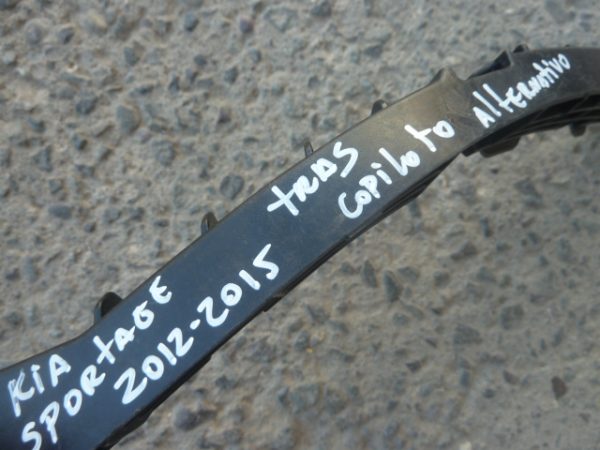 KIA
SPORTAGE
2012-2015
TRAS
COPILOTO
ALTERNATIVO